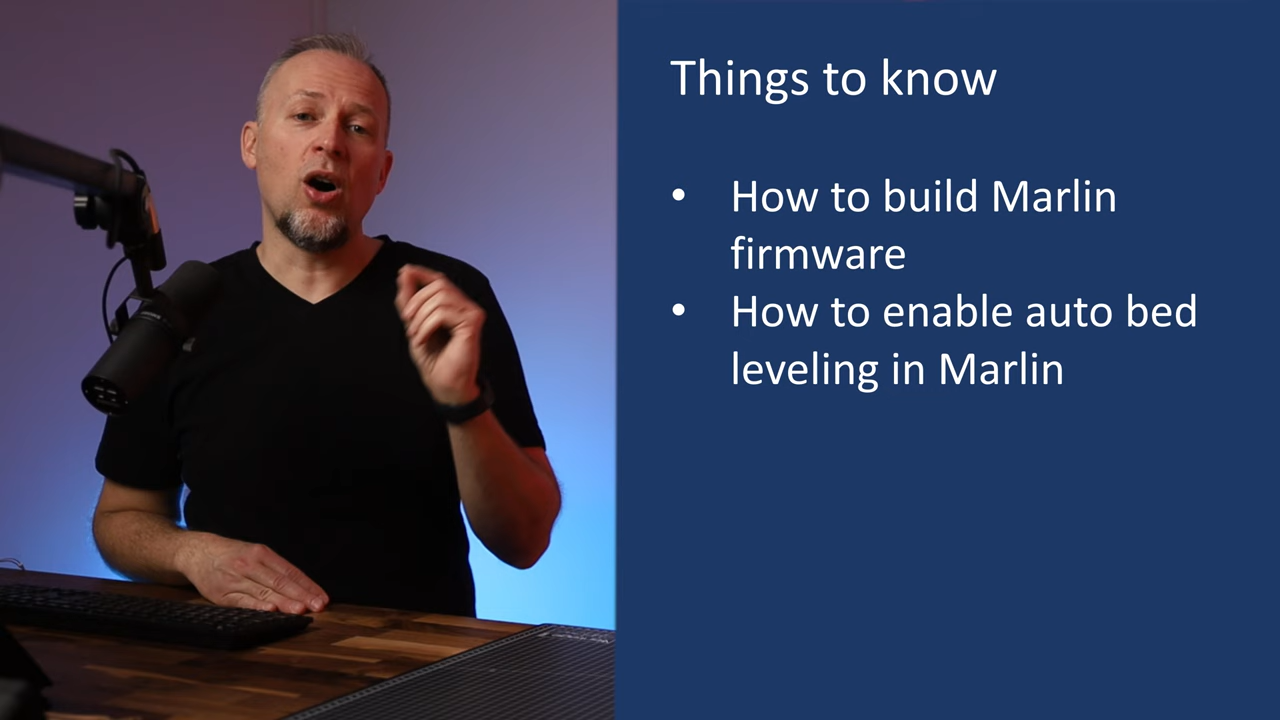 Things to know
• How to build Marlin
firmware
• How to enable auto bed
leveling in Marlin